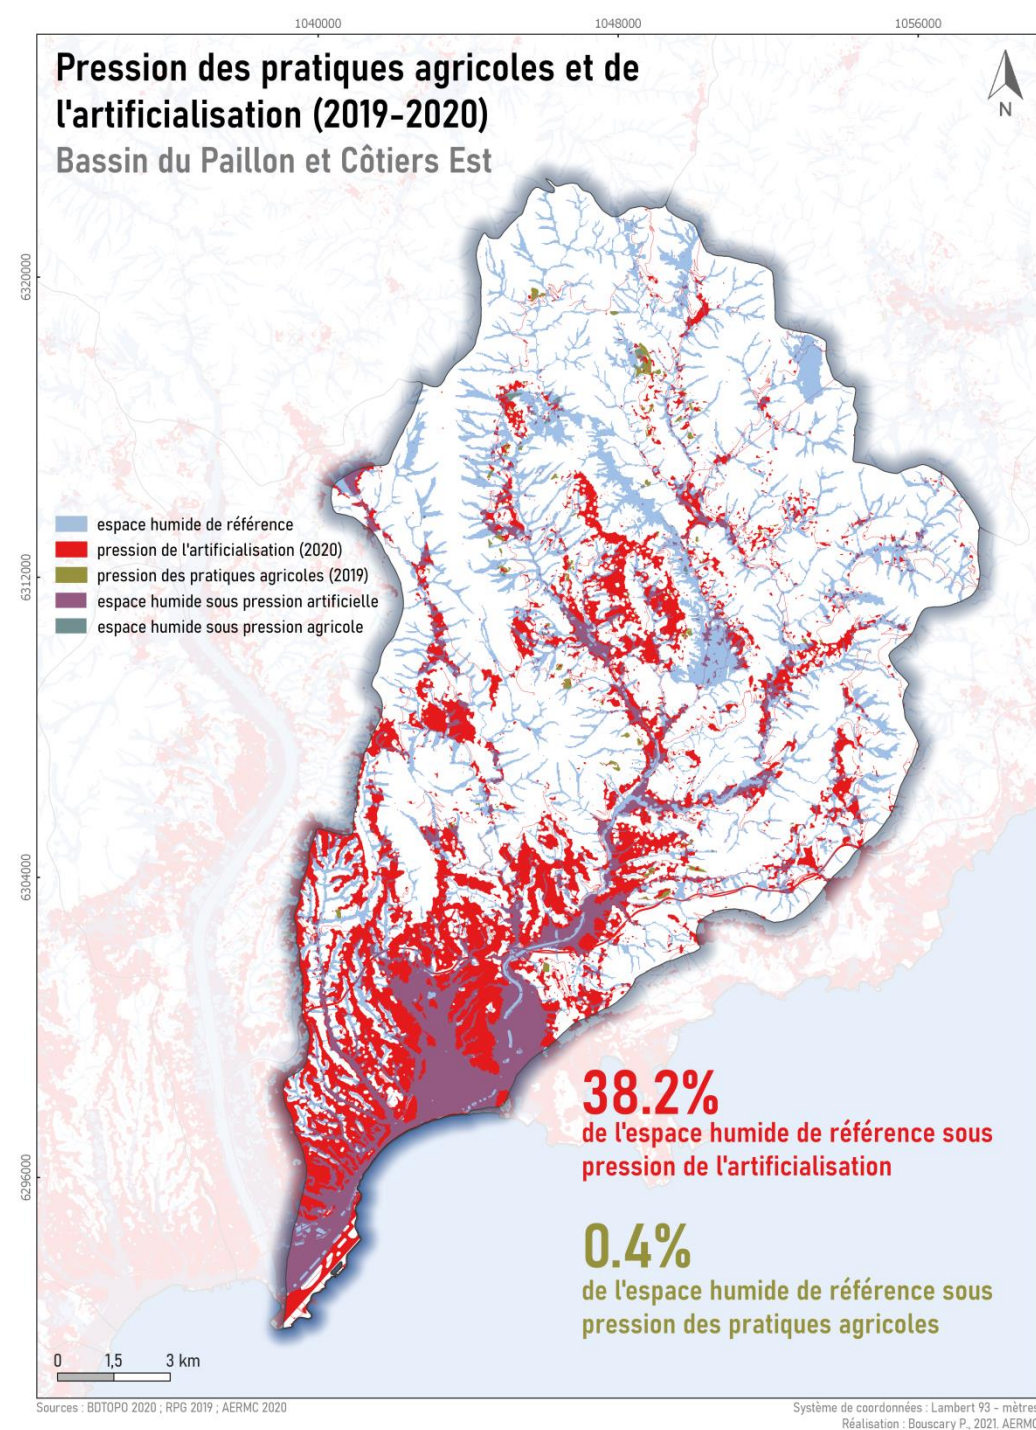 1040000
1048000
1056000
Pression des pratiques agricoles et de
l'artificialisation (2019-2020)
Bassin du Paillon et Côtiers Est
N
6320000
espace humide de référence
pression de l'artificialisation (2020)
pression des pratiques agricoles (2019)
espace humide sous pression artificielle
espace humide sous pression agricole
6312000
6304000
6296000
38.2%
de l'espace humide de référence sous
pression de l'artificialisation
0.4%
de l'espace humide de référence sous
pression des pratiques agricoles
0 1,5 3 km
Sources : BDTOPO 2020 ; RPG 2019 ; AERMC 2020
Système de coordonnées : Lambert 93 - mètres
Réalisation : Bouscary P., 2021. AERMC